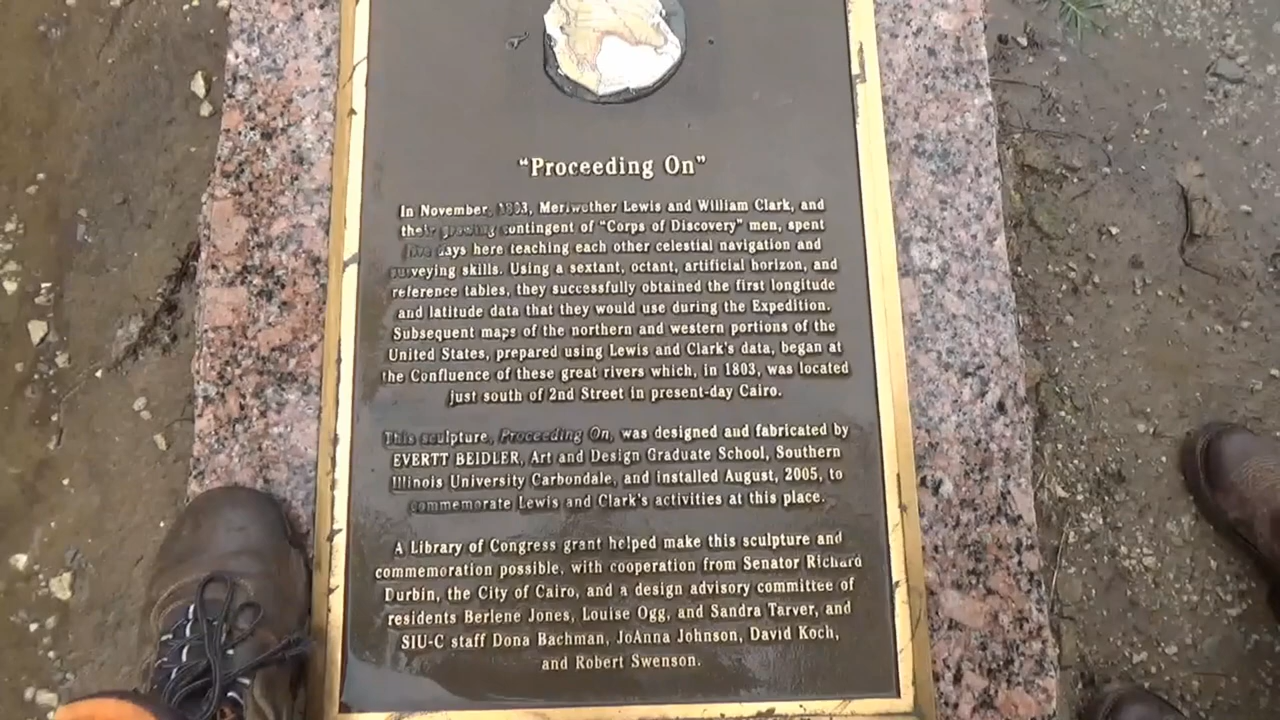 “Proceeding On”
In November, 1803, Meriwether Lewis and William Clark, and
their growing contingent of “Corps of Discovery” men, spent
five days here teaching each other celestial navigation and
surveying skills. Using a sextant, octant, artificial horizon, and
reference tables, they successfully obtained the first longitude
and latitude data that they would use during the Expedition.
Subsequent maps of the northern and western portions of the
United States, prepared using Lewis and Clark's data, began at
the Confluence of these great rivers which, in 1803, was located
just south of 2nd Street in present-day Cairo.
This sculpture, Proceeding On, was designed and fabricated by
EVERTT BEIDLER, Art and Design Graduate School, Southern
Illinois University Carbondale, and installed August, 2005, to
commemorate Lewis and Clark's activities at this place.
A Library of Congress grant helped make this sculpture and
commemoration possible, with cooperation from Senator Richard
Durbin, the City of Cairo, and a design advisory committee of
residents Berlene Jones, Louise Ogg, and Sandra Tarver, and
SIU-C staff Dona Bachman, JoAnna Johnson, David Koch,
and Robert Swenson.